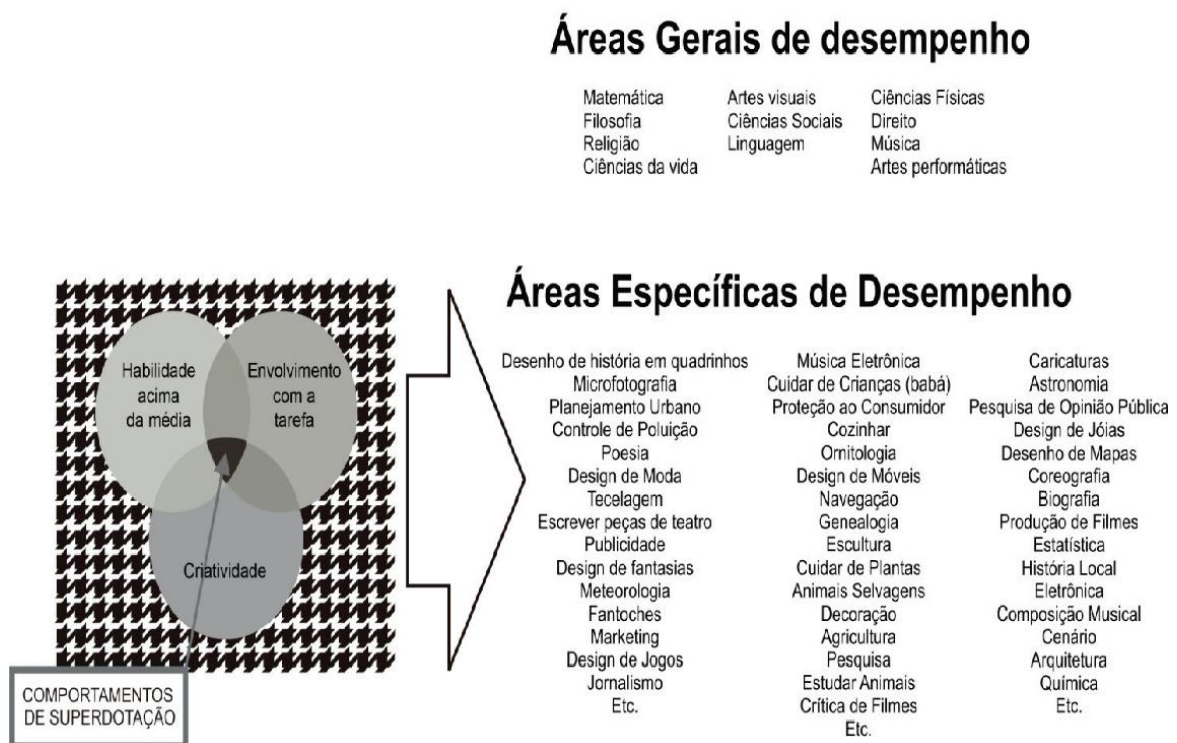 Áreas Gerais de desempenho
Matemática
Filosofia
Religião
Ciências da vida
Artes visuais
Ciências Sociais
Linguagem
Ciências Físicas
Direito
Música
Artes performáticas
Habilidade
acima
da média
Envolvimento
com a
tarefa
Criatividade
COMPORTAMENTOS
DE SUPERDOTAÇÃO
Áreas Específicas de Desempenho
Desenho de história em quadrinhos
Microfotografia
Planejamento Urbano
Controle de Poluição
Poesia
Design de Moda
Tecelagem
Escrever peças de teatro
Publicidade
Design de fantasias
Meteorologia
Fantoches
Marketing
Design de Jogos
Jornalismo
Etc.
Música Eletrônica
Cuidar de Crianças (babá)
Proteção ao Consumidor
Cozinhar
Ornitologia
Design de Móveis
Navegação
Genealogia
Escultura
Cuidar de Plantas
Animais Selvagens
Decoração
Agricultura
Pesquisa
Estudar Animais
Crítica de Filmes
Etc.
Caricaturas
Astronomia
Pesquisa de Opinião Pública
Design de Jóias
Desenho de Mapas
Coreografia
Biografia
Produção de Filmes
Estatística
História Local
Eletrônica
Composição Musical
Cenário
Arquitetura
Química
Etc.